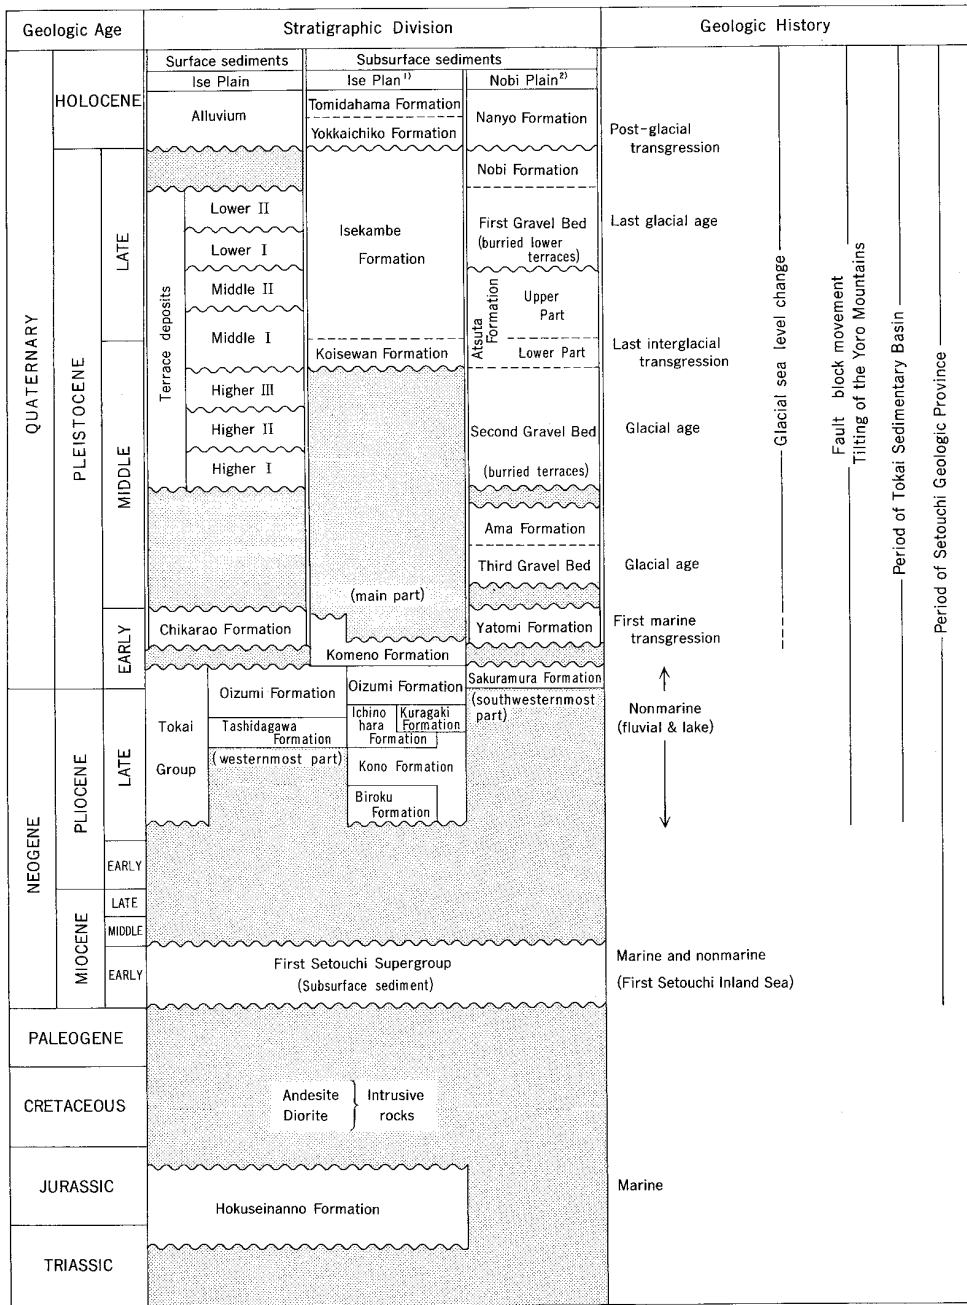 Geologic Age
Stratigraphic Division
Geologic History
Surface sediments
Subsurface sediments
Ise Plain
Ise Plan 1)
Nobi Plain 2)
QUATERNARY
HOLOCENE
Alluvium
Tomidahama Formation
Yokkaichiko Formation
Nanyo Formation
Post-glacial
transgression
PLEISTOCENE
LATE
Terrace deposits
Lower II
Lower I
Middle II
Middle I
Higher III
Higher II
Higher I
Isekambe
Formation
Koisewan Formation
Nobi Formation
First Gravel Bed
(burried lower
terraces)
Atsuta
Formation
Upper
Part
Lower Part
Last glacial age
Last interglacial
transgression
MIDDLE
Second Gravel Bed
(burried terraces)
Glacial age
Ama Formation
Third Gravel Bed
Glacial age
(main part)
EARLY
Chikarao Formation
Komeno Formation
Yatomi Formation
First marine
transgression
Sakuramura Formation
(southwesternmost
part)
Nonmarine
(fluvial & lake)
NEOGENE
PLIOCENE
LATE
Tokai
Group
Oizumi Formation
Tashidagawa
Formation
(westernmost part)
Oizumi Formation
Ichino
hara
Formation
Kuragaki
Formation
Kono Formation
Biroku
Formation
EARLY
MIOCENE
LATE
MIDDLE
EARLY
First Setouchi Supergroup
(Subsurface sediment)
Marine and nonmarine
(First Setouchi Inland Sea)
PALEOGENE
CRETACEOUS
Andesite
Diorite
Intrusive
rocks
JURASSIC
Hokuseinanno Formation
Marine
TRIASSIC
Glacial sea level change
Fault block movement
Tilting of the Yoro Mountains
Period of Tokai Sedimentary Basin
Period of Setouchi Geologic Province